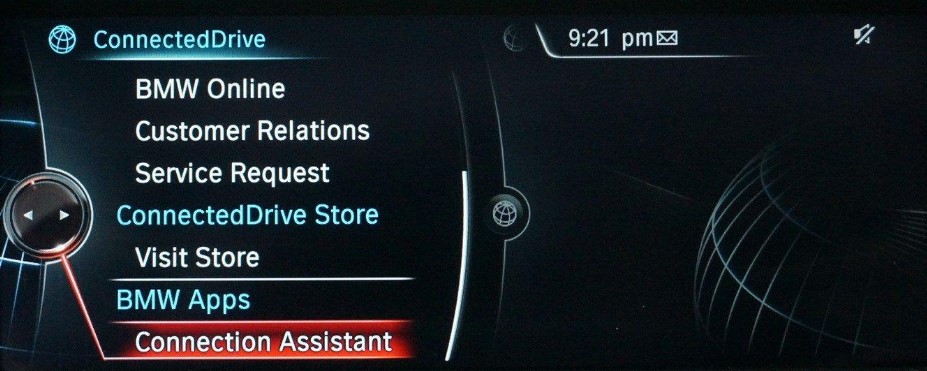 ConnectedDrive
9:21 pm
BMW Online
Customer Relations
Service Request
ConnectedDrive Store
Visit Store
BMW Apps
Connection Assistant